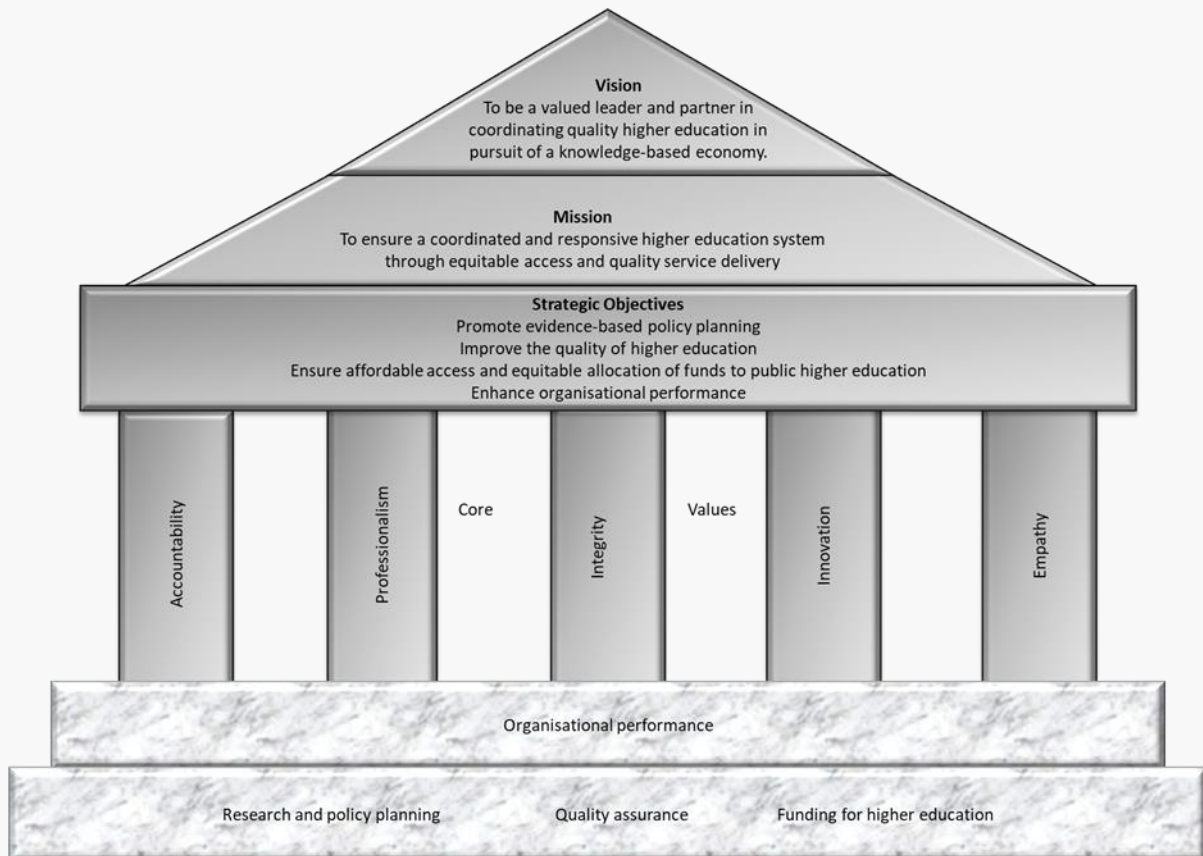 Vision
To be a valued leader and partner in
coordinating quality higher education in
pursuit of a knowledge-based economy.
Mission
To ensure a coordinated and responsive higher education system
through equitable access and quality service delivery
Strategic Objectives
Promote evidence-based policy planning
Improve the quality of higher education
Ensure affordable access and equitable allocation of funds to public higher education
Enhance organisational performance
Accountability
Professionalism
Core
Integrity
Values
Innovation
Empathy
Organisational performance
Research and policy planning
Quality assurance
Funding for higher education